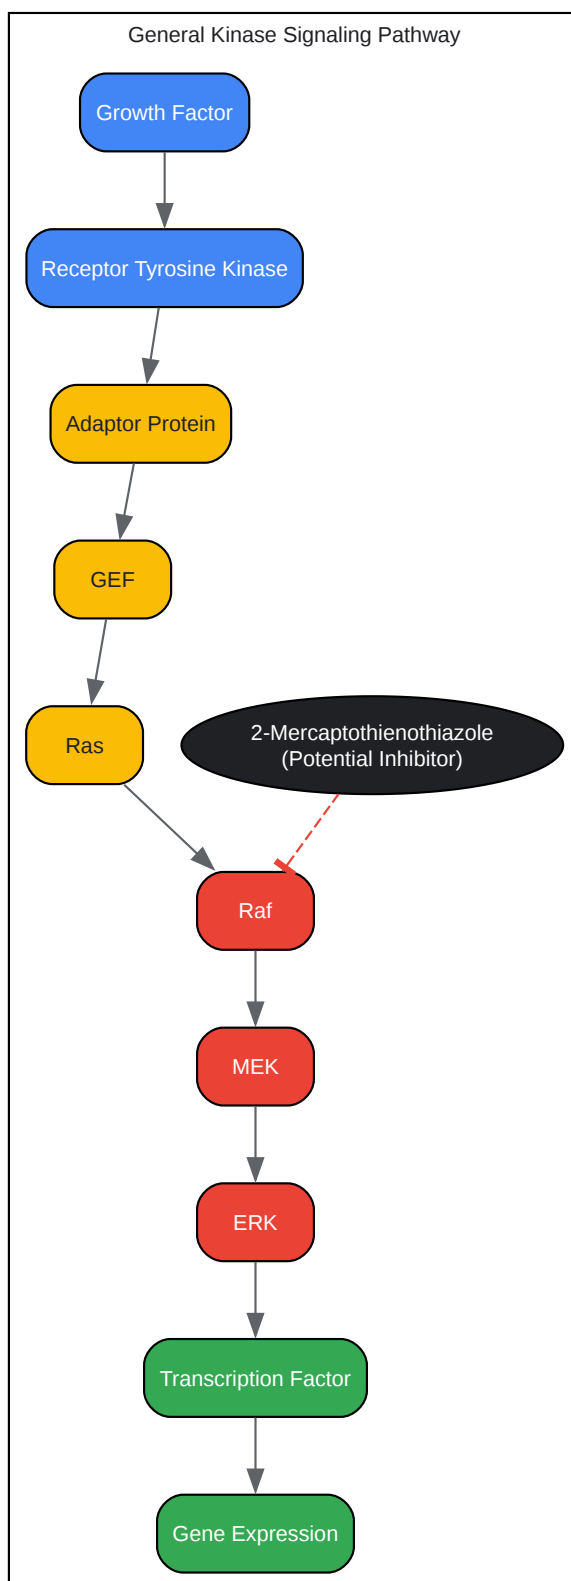 General Kinase Signaling Pathway
Growth Factor
Receptor Tyrosine Kinase
Adaptor Protein
GEF
Ras
2-Mercaptothienothiazole
(Potential Inhibitor)
Raf
MEK
ERK
Transcription Factor
Gene Expression